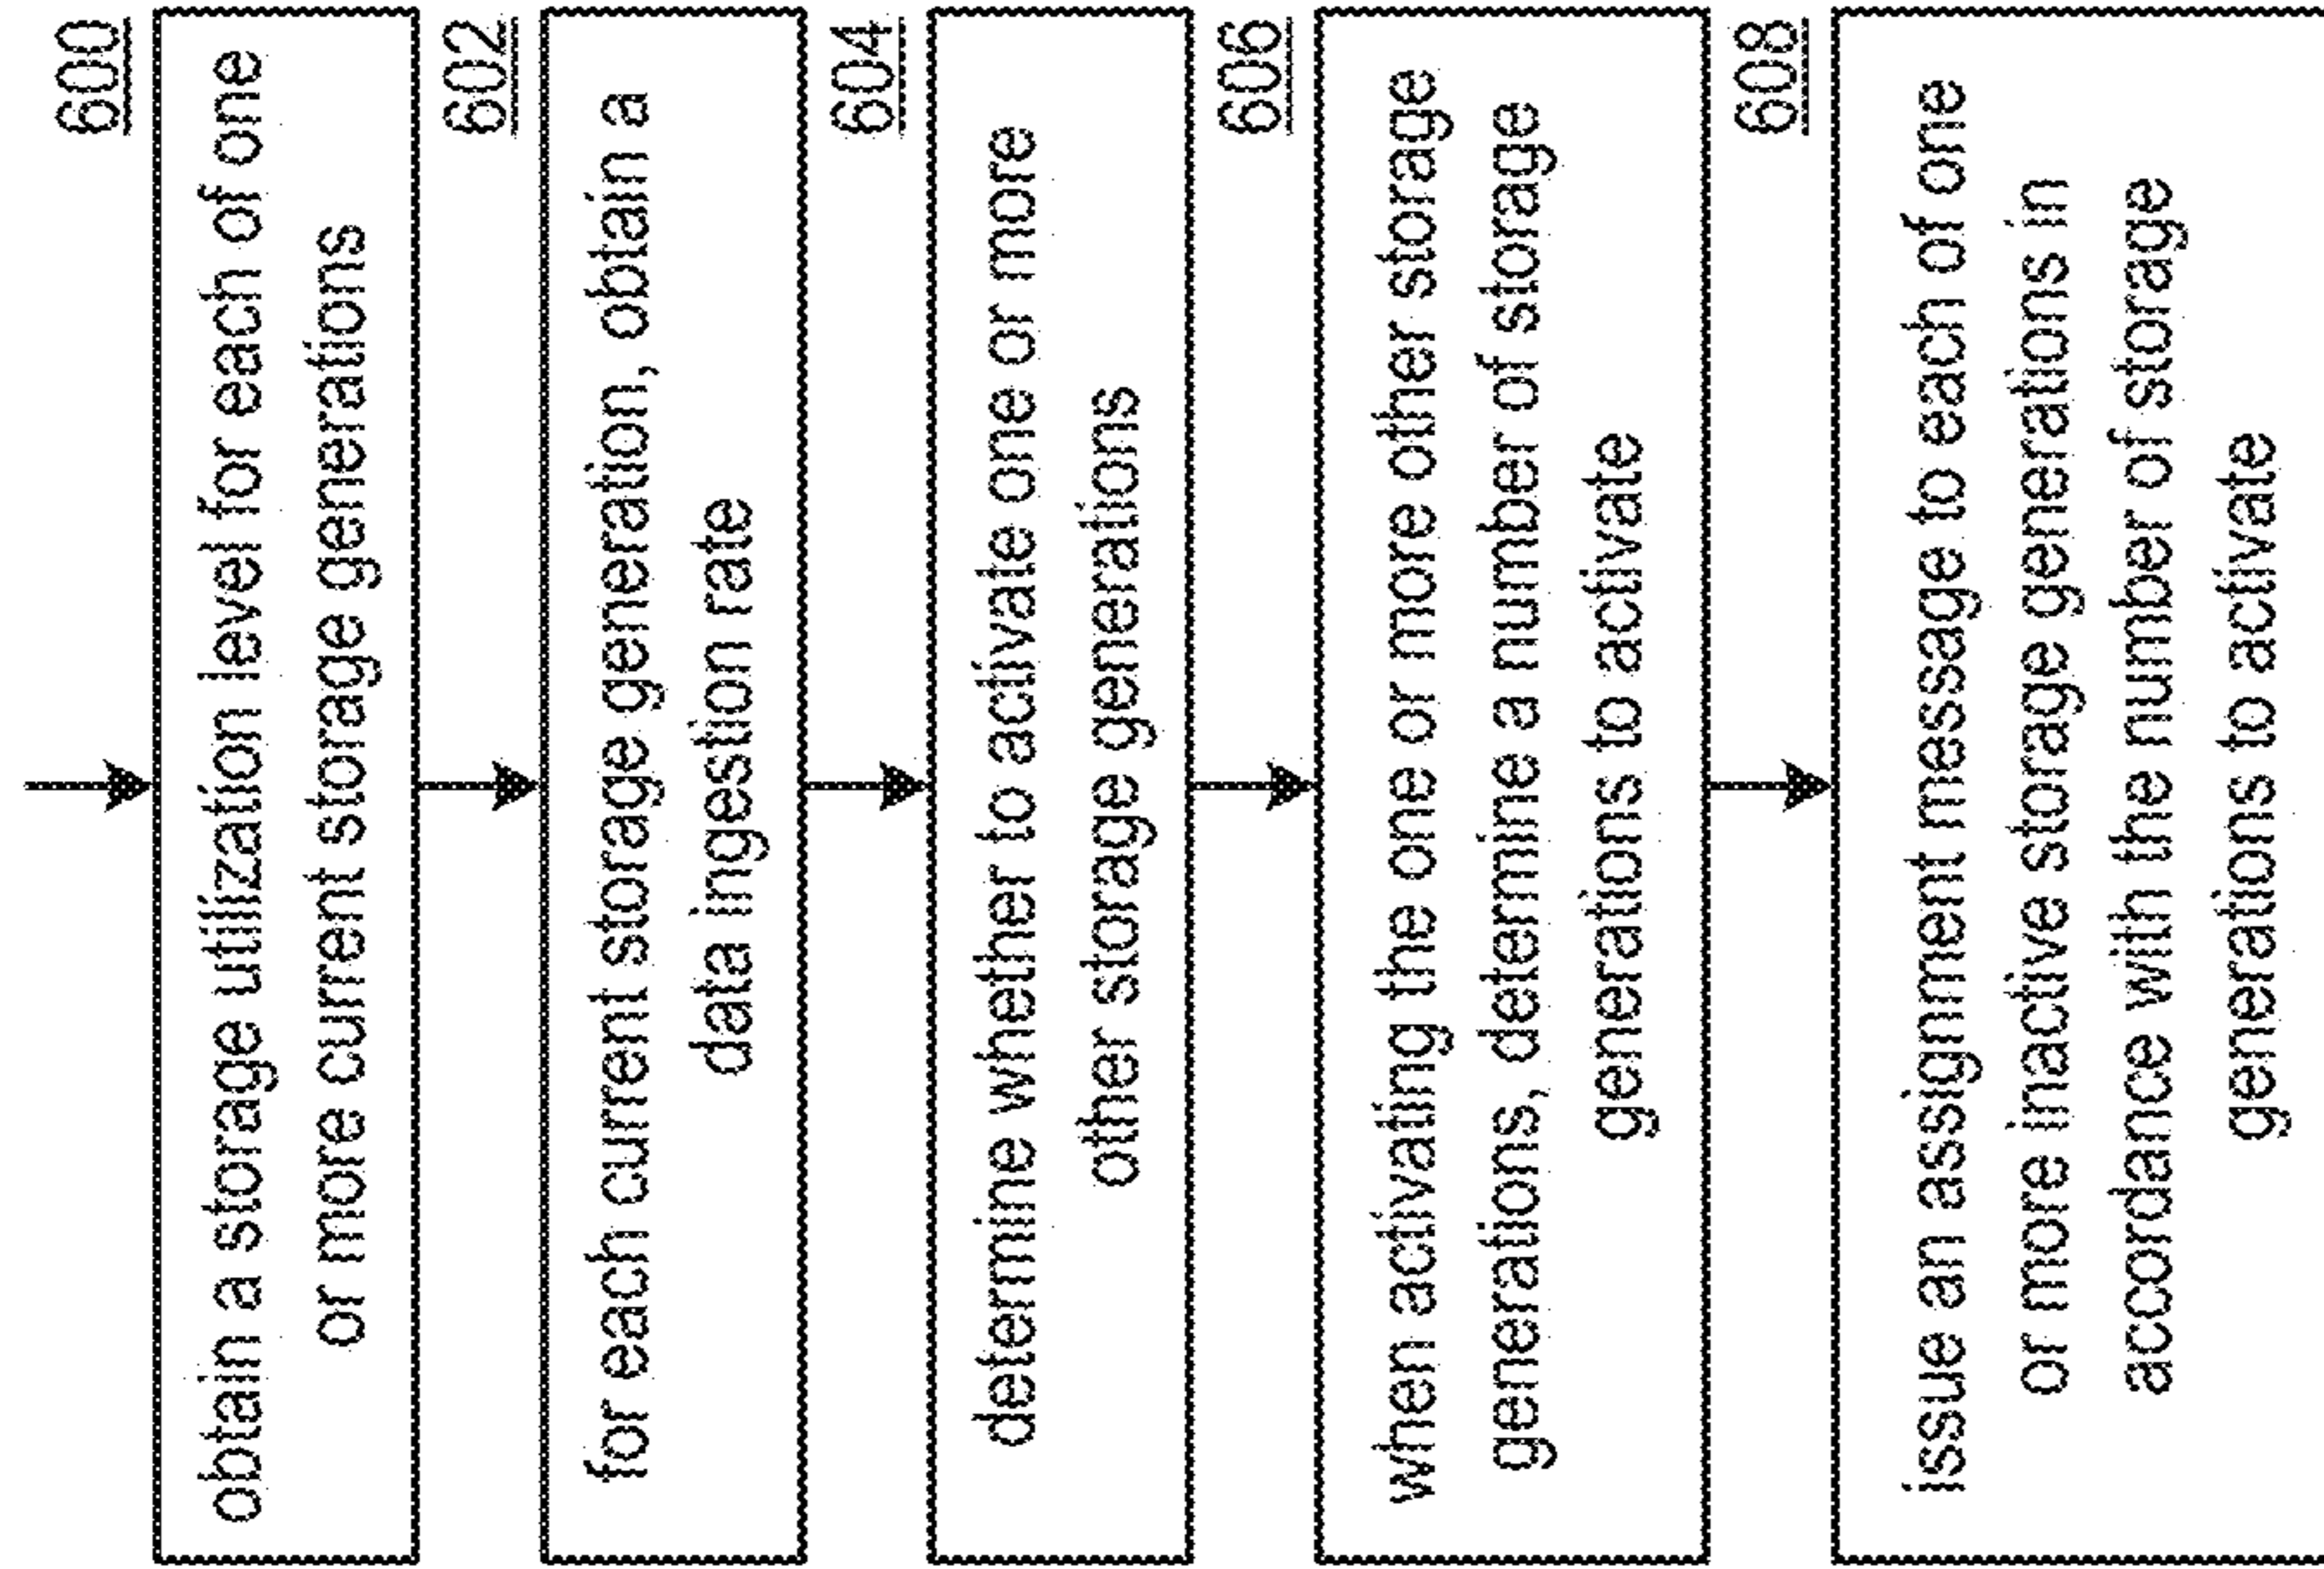 600
obtain a storage utilization level for each of one
or more current storage generations
602
for each current storage generation, obtain a
data ingestion rate
604
determine whether to activate one or more
other storage generations
606
when activating the one or more other storage
generations, determine a number of storage
generations to activate
608
issue an assignment message to each of one
or more inactive storage generations in
accordance with the number of storage
generations to activate